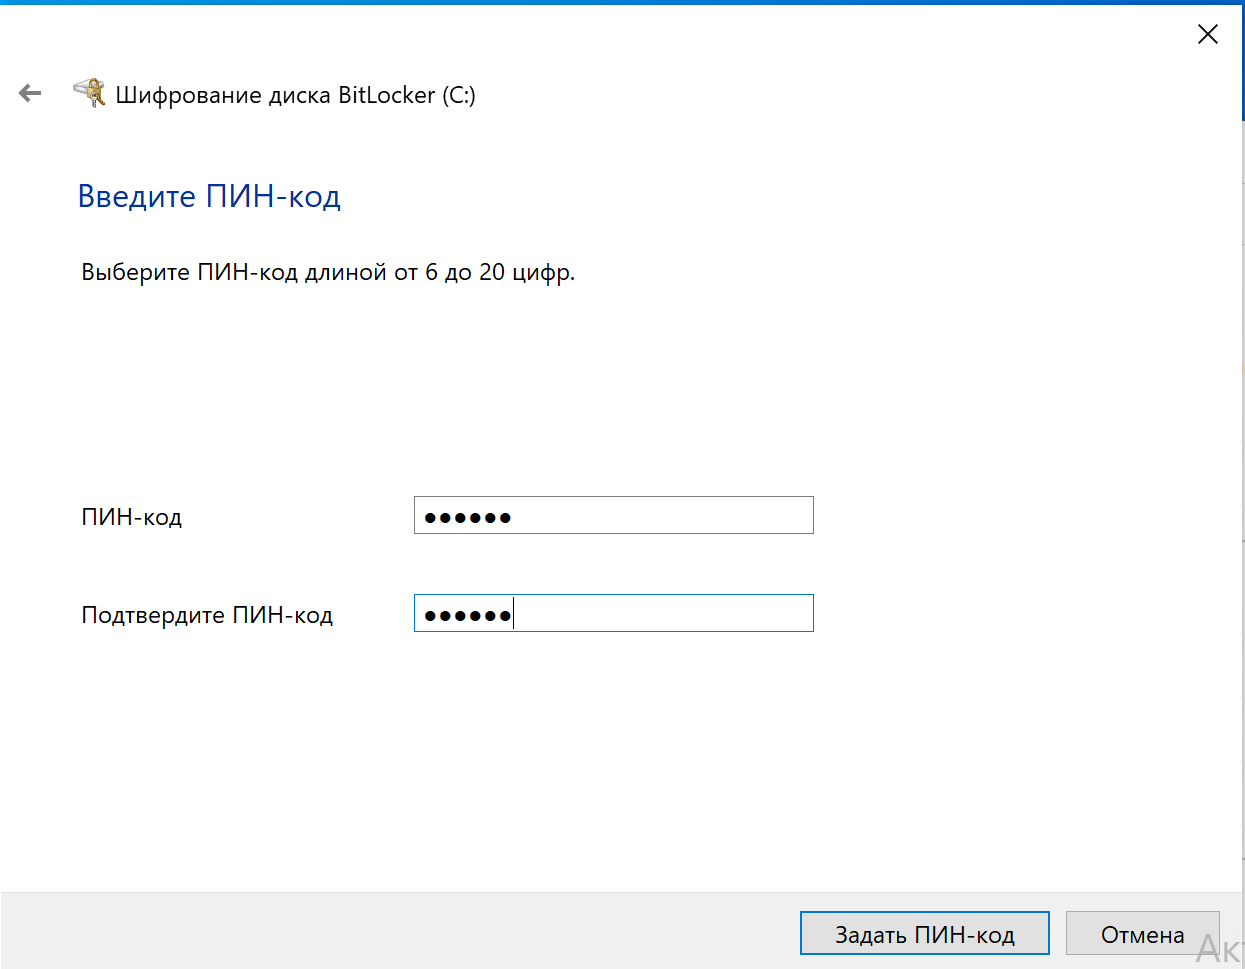 Шифрование диска BitLocker (C:)
Введите ПИН-код
Выберите ПИН-код длиной от 6 до 20 цифр.
ПИН-код
Подтвердите ПИН-код
Задать ПИН-код
Отмена